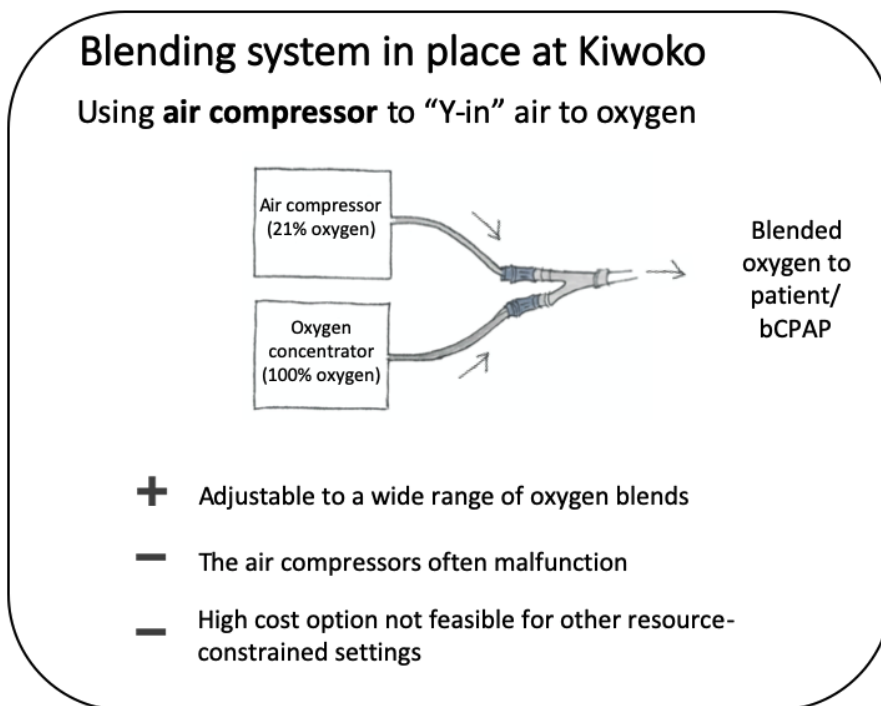 Blending system in place at Kiwoko
Using air compressor to “Y-in” air to oxygen
Air compressor
(21% oxygen)
Oxygen
concentrator
(100% oxygen)
Blended
oxygen to
patient/
bCPAP
+ Adjustable to a wide range of oxygen blends
− The air compressors often malfunction
− High cost option not feasible for other resource-
constrained settings